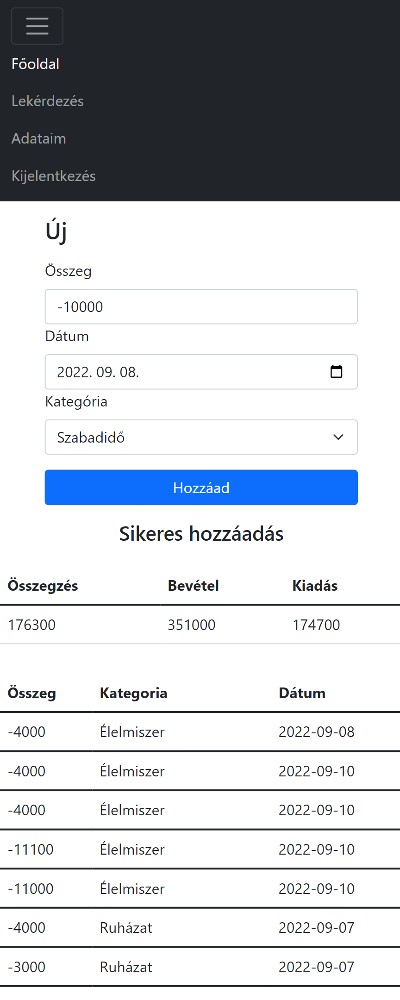 Főoldal
Lekérdezés
Adataim
Kijelentkezés
Új
Összeg
-10000
Dátum
2022. 09. 08.
Kategória
Szabadidő
Hozzáad
Sikeres hozzáadás
Összegzés Bevétel Kiadás
176300 351000 174700
Összeg Kategoria Dátum
-4000 Élelmiszer 2022-09-08
-4000 Élelmiszer 2022-09-10
-4000 Élelmiszer 2022-09-10
-11100 Élelmiszer 2022-09-10
-11000 Élelmiszer 2022-09-10
-4000 Ruházat 2022-09-07
-3000 Ruházat 2022-09-07